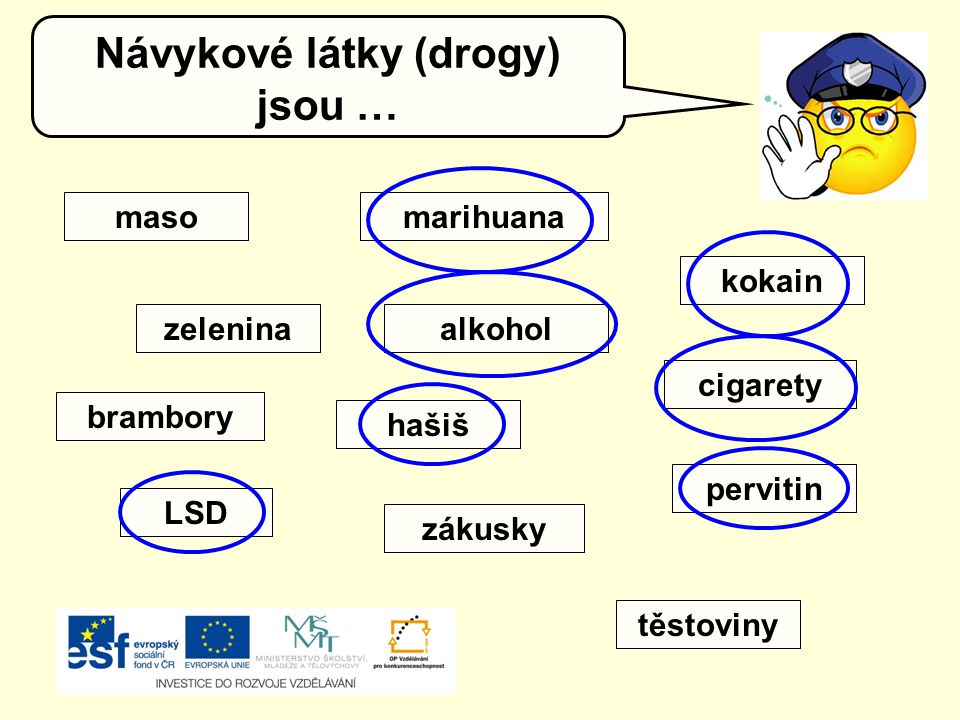 Návykové látky (drogy)
jsou …
maso
marihuana
kokain
zelenina
alkohol
cigarety
brambory
hašiš
pervitin
LSD
zákusky
těstoviny
esf
evropský
sociální
fond v ČR
EVROPSKÁ UNIE
MINISTERSTVO ŠKOLSTVÍ,
MLÁDEŽE A TĚLOVÝCHOVY
OP Vzdělávání
pro konkurenceschopnost
INVESTICE DO ROZVOJE VZDĚLÁVÁNÍ